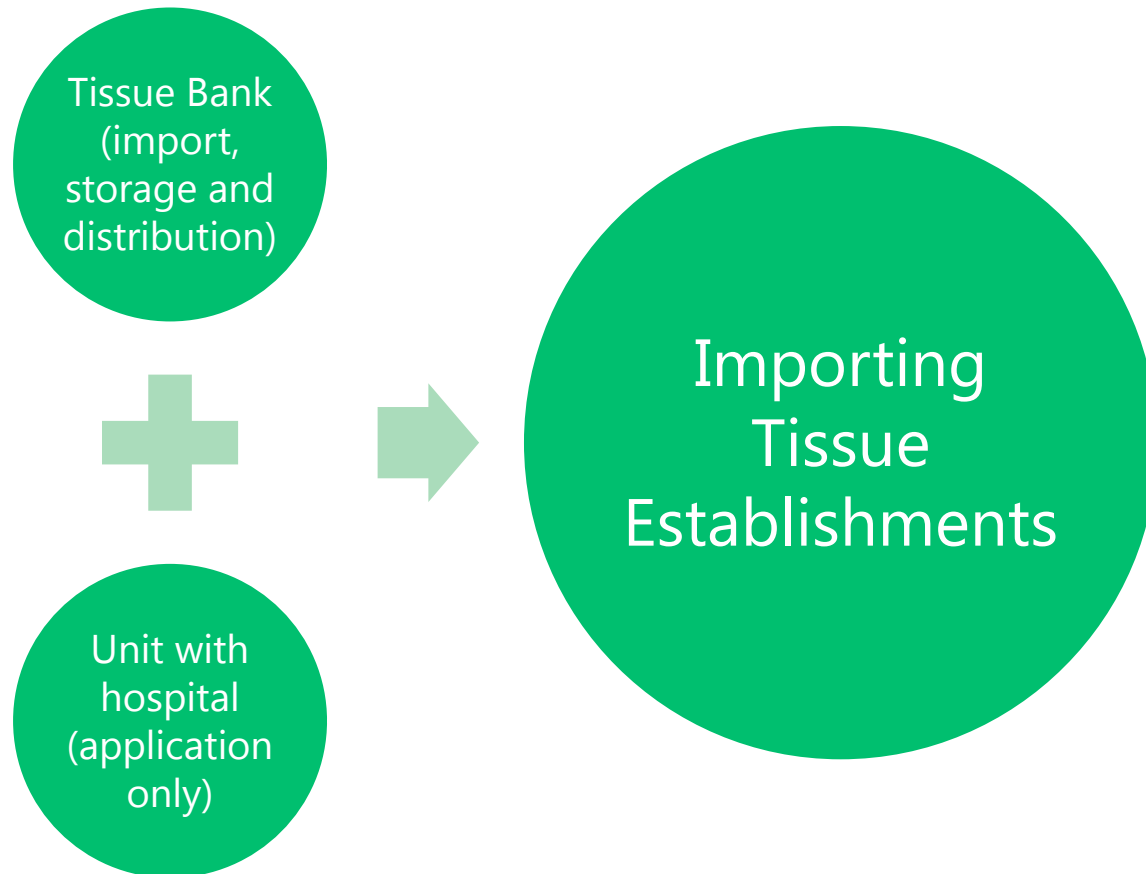 Tissue Bank
(import,
storage and
distribution)
Unit with
hospital
(application
only)
Importing
Tissue
Establishments